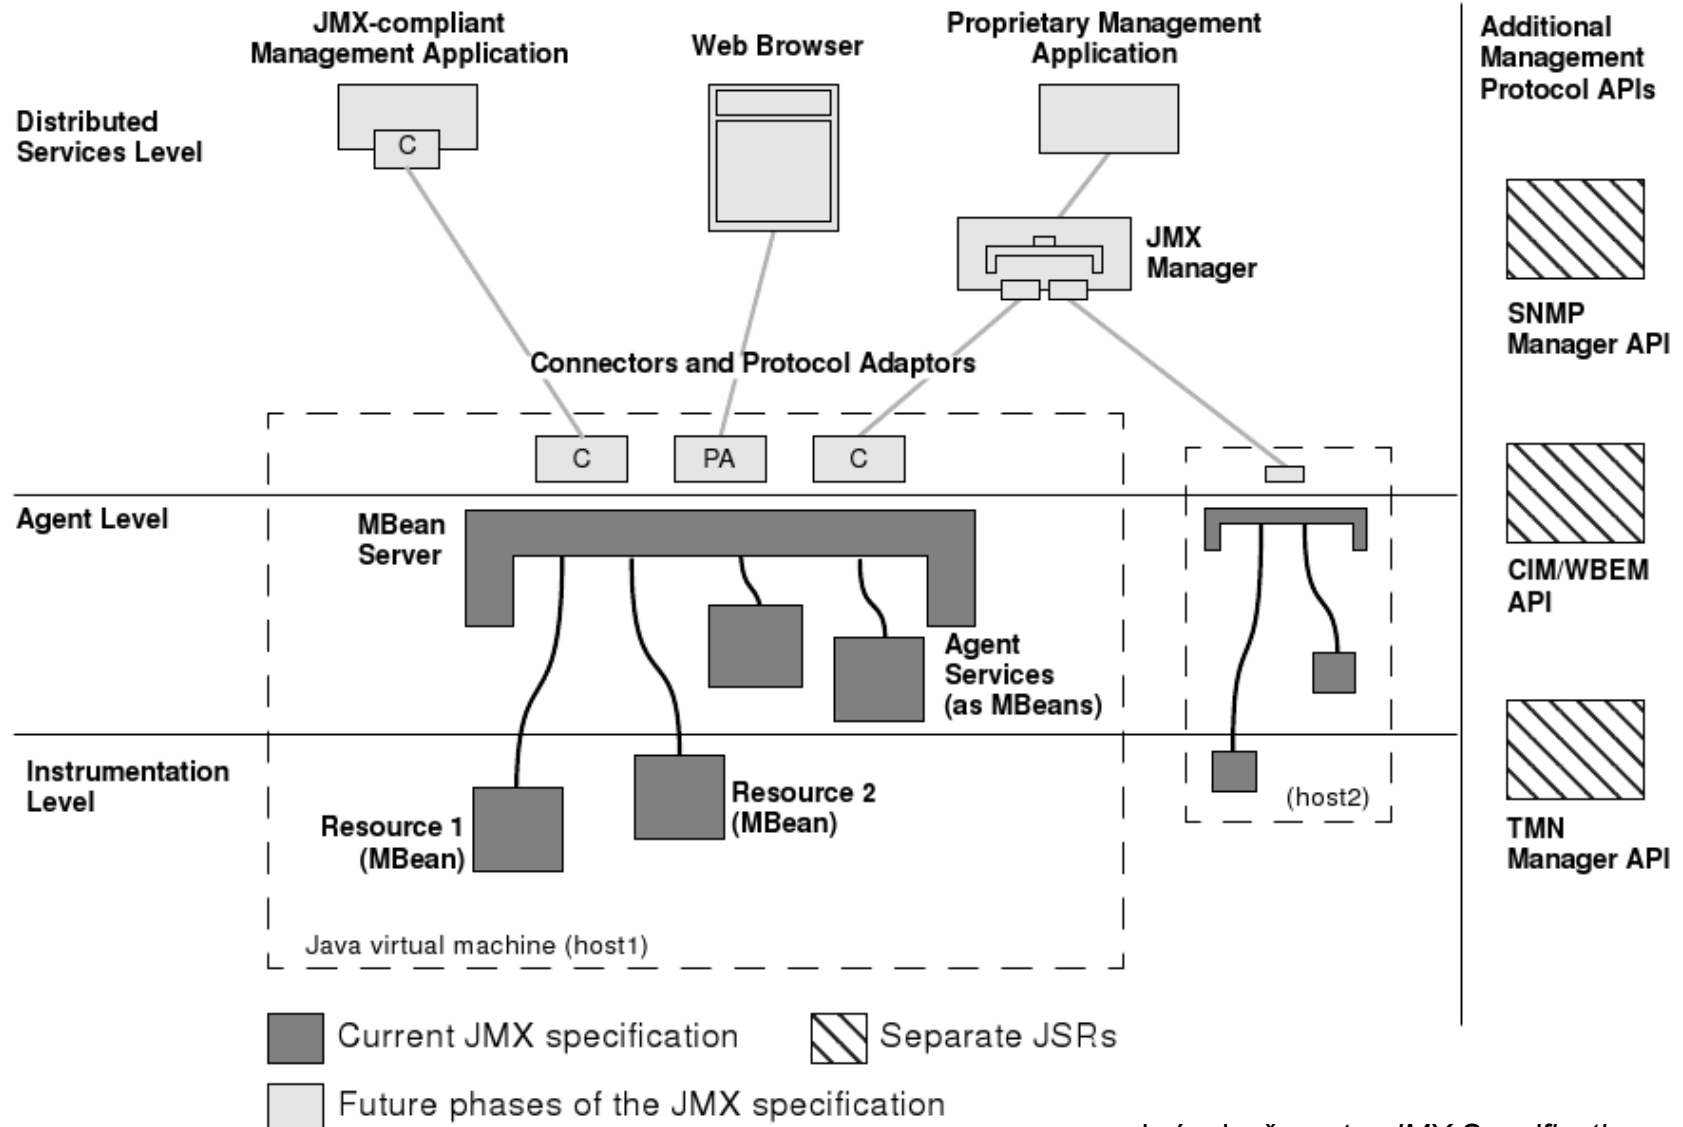 JMX-compliant
Management Application
Web Browser
Proprietary Management
Application
Additional
Management
Protocol APIs
Distributed
Services Level
C
JMX
Manager
SNMP
Manager API
Connectors and Protocol Adaptors
C
PA
C
Agent Level
MBean
Server
CIM/WBEM
API
Agent
Services
(as MBeans)
Instrumentation
Level
Resource 1
(MBean)
Resource 2
(MBean)
(host2)
TMN
Manager API
Java virtual machine (host1)
Current JMX specification
Separate JSRs
Future phases of the JMX specification